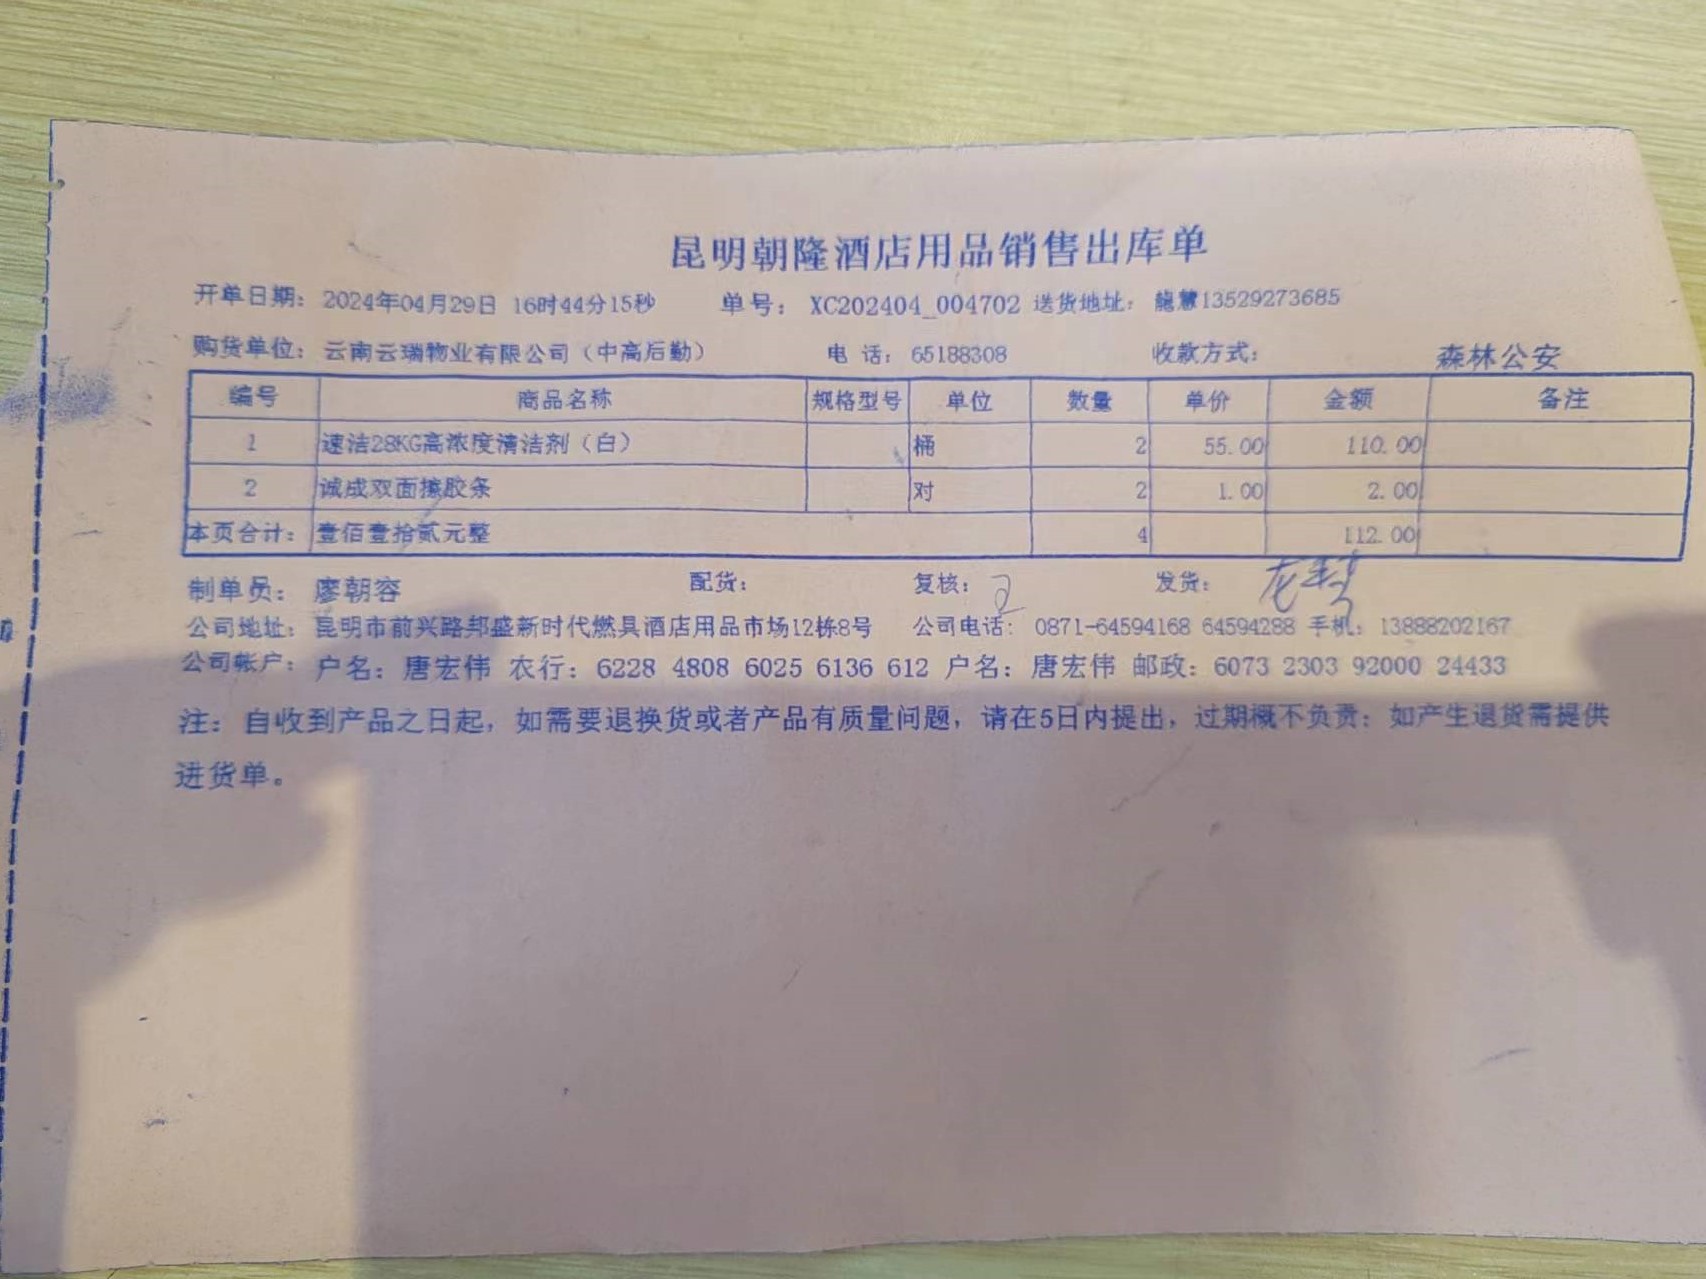 昆明朝隆酒店用品销售出库单
开单日期： 2024年04月29日 16时44分15秒 单号： XC202404_004702 送货地址： 龍慧13529273685
购货单位： 云南云瑞物业有限公司（中高后勤） 电 话： 65188308 收款方式： 森林公安
编号 商品名称 规格型号 单位 数量 单价 金额 备注
1 速洁28KG高浓度清洁剂（白） 桶 2 55.00 110.00
2 诚成双面擦胶条 对 2 1.00 2.00
本页合计： 壹佰壹拾贰元整 4 112.00
制单员： 廖朝容 配货： 复核： 发货：
公司地址： 昆明市前兴路邦盛新时代燃具酒店用品市场12栋8号 公司电话： 0871-64594168 64594288 手机： 13888202167
公司帐户： 户名： 唐宏伟 农行： 6228 4808 6025 6136 612 户名： 唐宏伟 邮政： 6073 2303 92000 24433
注： 自收到产品之日起，如需要退换货或者产品有质量问题，请在5日内提出，过期概不负责；如产生退货需提供
进货单。